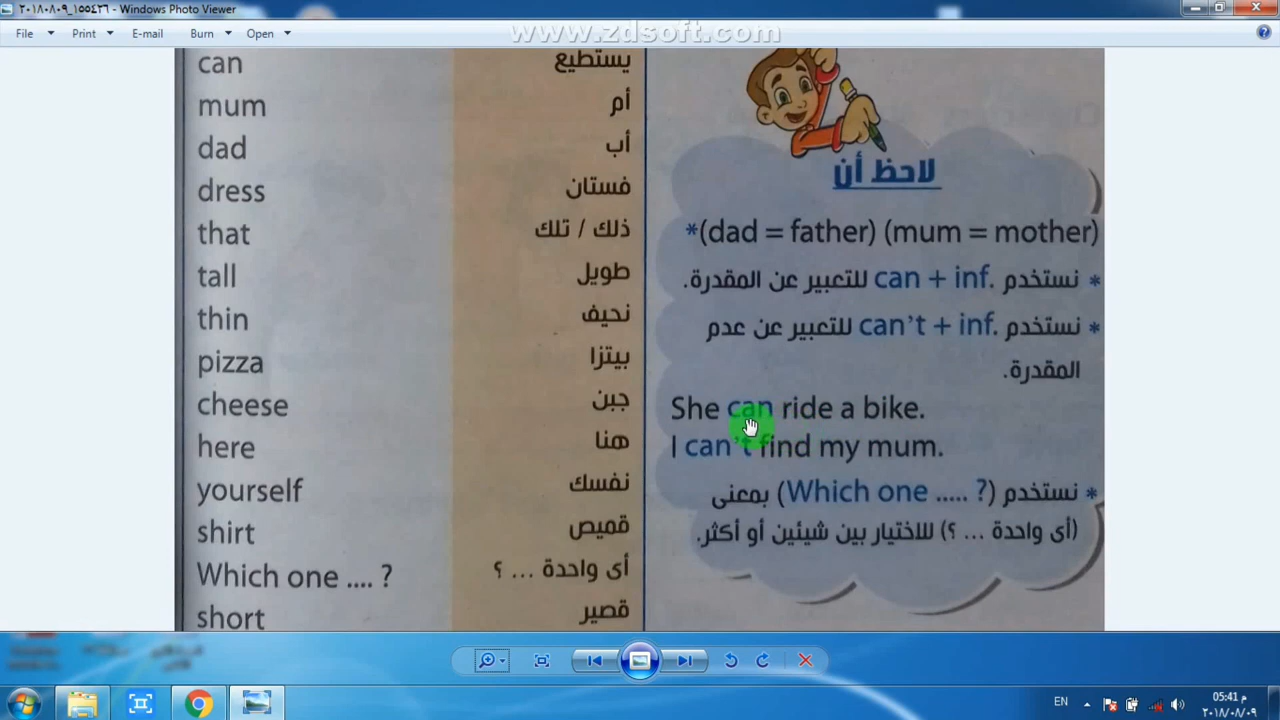 ٢٠١٨٠٨٠٩_١٥٥٤٢٦ - Windows Photo Viewer
File Print E-mail Burn Open
www.zdsoft.com
can يستطيع
mum أم
dad أب
dress فستان
that ذلك / تلك
tall طويل
thin نحيف
pizza بيتزا
cheese جبن
here هنا
yourself نفسك
shirt قميص
Which one .... ? أى واحدة ... ؟
short قصير
لاحظ أن
*(dad = father) (mum = mother)
* نستخدم can + inf. للتعبير عن المقدرة.
* نستخدم can't + inf. للتعبير عن عدم
المقدرة.
She can ride a bike.
I can't find my mum.
* نستخدم (Which one ..... ?) بمعنى
(أى واحدة ... ؟) للاختيار بين شيئين أو أكثر.
EN
05:41 م
٢٠١٨/٠٨/٠٩